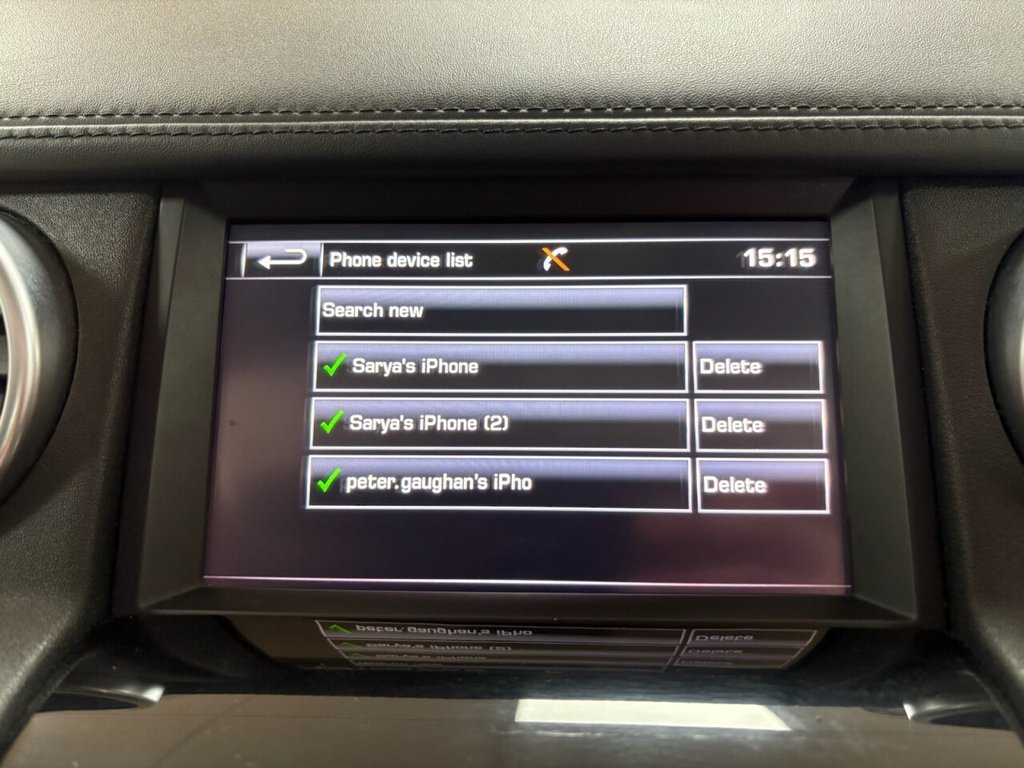 Phone device list 15:15
Search new
Sarya's iPhone Delete
Sarya's iPhone (2) Delete
peter.gaughan's iPho Delete